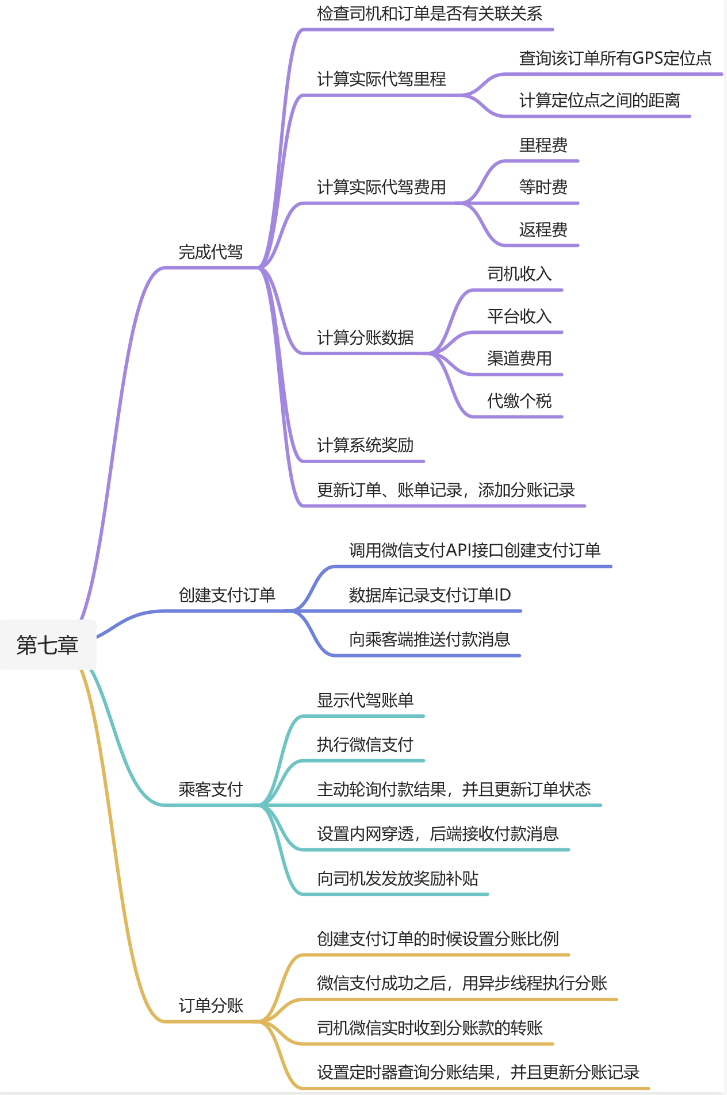 第七章
完成代驾
检查司机和订单是否有关联关系
计算实际代驾里程
查询该订单所有GPS定位点
计算定位点之间的距离
计算实际代驾费用
里程费
等时费
返程费
计算分账数据
司机收入
平台收入
渠道费用
代缴个税
计算系统奖励
更新订单、账单记录，添加分账记录
创建支付订单
调用微信支付API接口创建支付订单
数据库记录支付订单ID
向乘客端推送付款消息
乘客支付
显示代驾账单
执行微信支付
主动轮询付款结果，并且更新订单状态
设置内网穿透，后端接收付款消息
向司机发发放奖励补贴
订单分账
创建支付订单的时候设置分账比例
微信支付成功之后，用异步线程执行分账
司机微信实时收到分账款的转账
设置定时器查询分账结果，并且更新分账记录